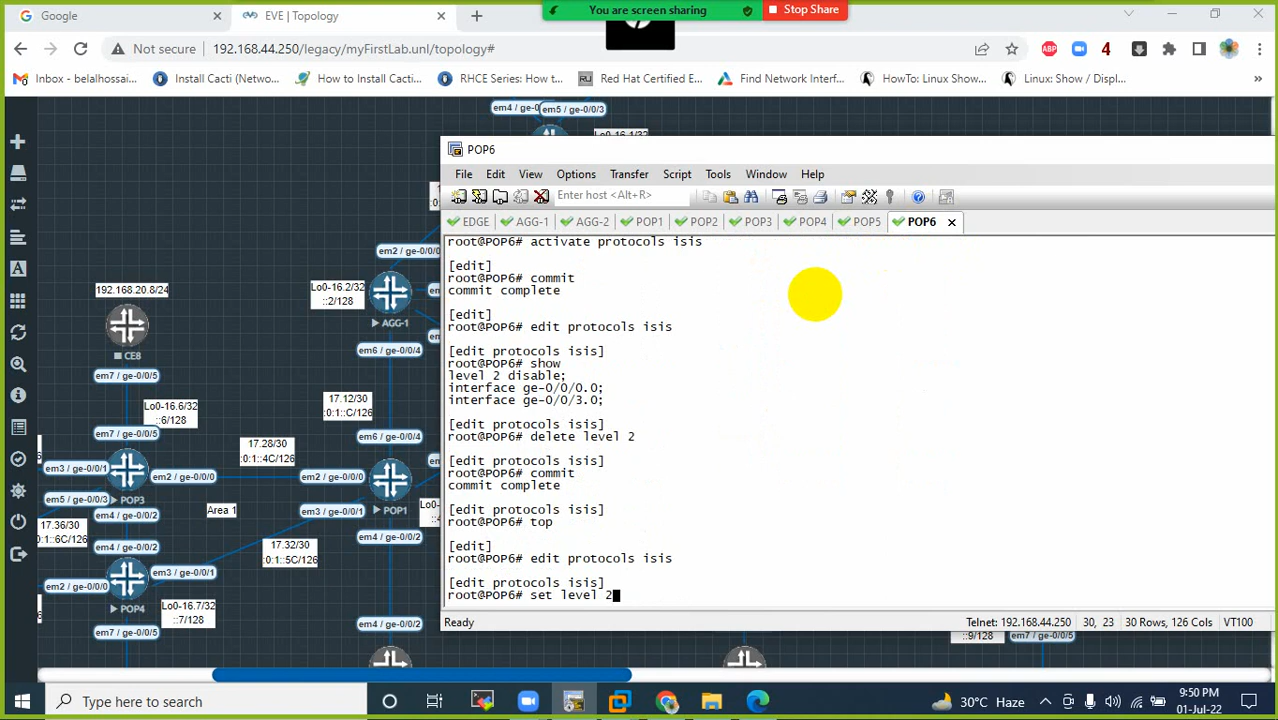 Google
EVE | Topology
You are screen sharing
Stop Share
Not secure
192.168.44.250/legacy/myFirstLab.unl/topology#
ABP
4
Inbox - belalhossai...
Install Cacti (Netwo...
How to Install Cacti...
RHCE Series: How t...
RU
Red Hat Certified E...
Find Network Interf...
HowTo: Linux Show...
Linux: Show / Displ...
»
em4 / ge-0/
em5 / ge-0/0/3
192.168.20.8/24
CE8
em7 / ge-0/0/5
Lo0-16.6/32
::6/128
em7 / ge-0/0/5
em3 / ge-0/0/1
POP3
em5 / ge-0/0/3
em4 / ge-0/0/2
17.36/30
:0:1::6C/126
em4 / ge-0/0/2
em2 / ge-0/0/0
POP4
Lo0-16.7/32
::7/128
em7 / ge-0/0/5
em2 / ge-0/0/0
17.28/30
:0:1::4C/126
Area 1
em3 / ge-0/0/1
17.32/30
:0:1::5C/126
em2 / ge-0/0/0
em3 / ge-0/0/1
POP1
em4 / ge-0/0/2
em4 / ge-0/0/2
Lo0-16.2/32
::2/128
em2 / ge-0/0/0
AGG-1
em6 / ge-0/0/4
17.12/30
:0:1::C/126
em6 / ge-0/0/4
POP6
File Edit View Options Transfer Script Tools Window Help
Enter host <Alt+R>
EDGE AGG-1 AGG-2 POP1 POP2 POP3 POP4 POP5 POP6
root@POP6# activate protocols isis
[edit]
root@POP6# commit
commit complete
[edit]
root@POP6# edit protocols isis
[edit protocols isis]
root@POP6# show
level 2 disable;
interface ge-0/0/0.0;
interface ge-0/0/3.0;
[edit protocols isis]
root@POP6# delete level 2
[edit protocols isis]
root@POP6# commit
commit complete
[edit protocols isis]
root@POP6# top
[edit]
root@POP6# edit protocols isis
[edit protocols isis]
root@POP6# set level 2
Ready
Telnet: 192.168.44.250 30, 23 30 Rows, 126 Cols VT100
::9/128
em7 / ge-0/0/5
Type here to search
30°C Haze
9:50 PM
01-Jul-22